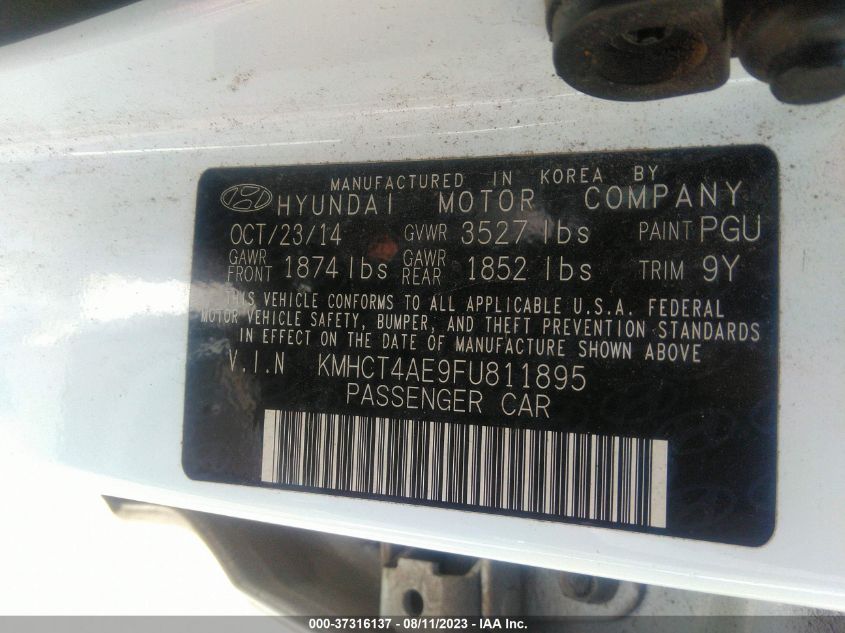 MANUFACTURED IN KOREA BY
HYUNDAI MOTOR COMPANY
OCT/23/14 GVWR 3527 lbs PAINT PGU
GAWR FRONT 1874 lbs GAWR REAR 1852 lbs TRIM 9Y
THIS VEHICLE CONFORMS TO ALL APPLICABLE U.S.A. FEDERAL
MOTOR VEHICLE SAFETY, BUMPER, AND THEFT PREVENTION STANDARDS
IN EFFECT ON THE DATE OF MANUFACTURE SHOWN ABOVE
V.I.N KMHCT4AE9FU811895
PASSENGER CAR
000-37316137 - 08/11/2023 - IAA Inc.